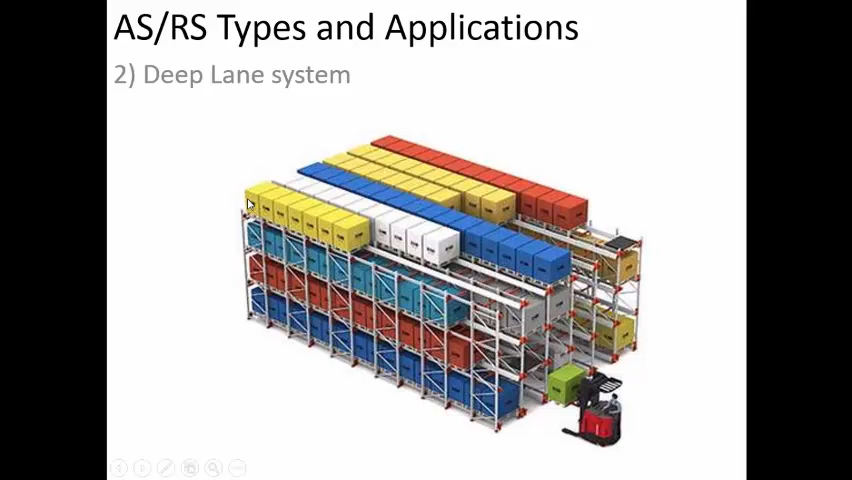 AS/RS Types and Applications
2) Deep Lane system